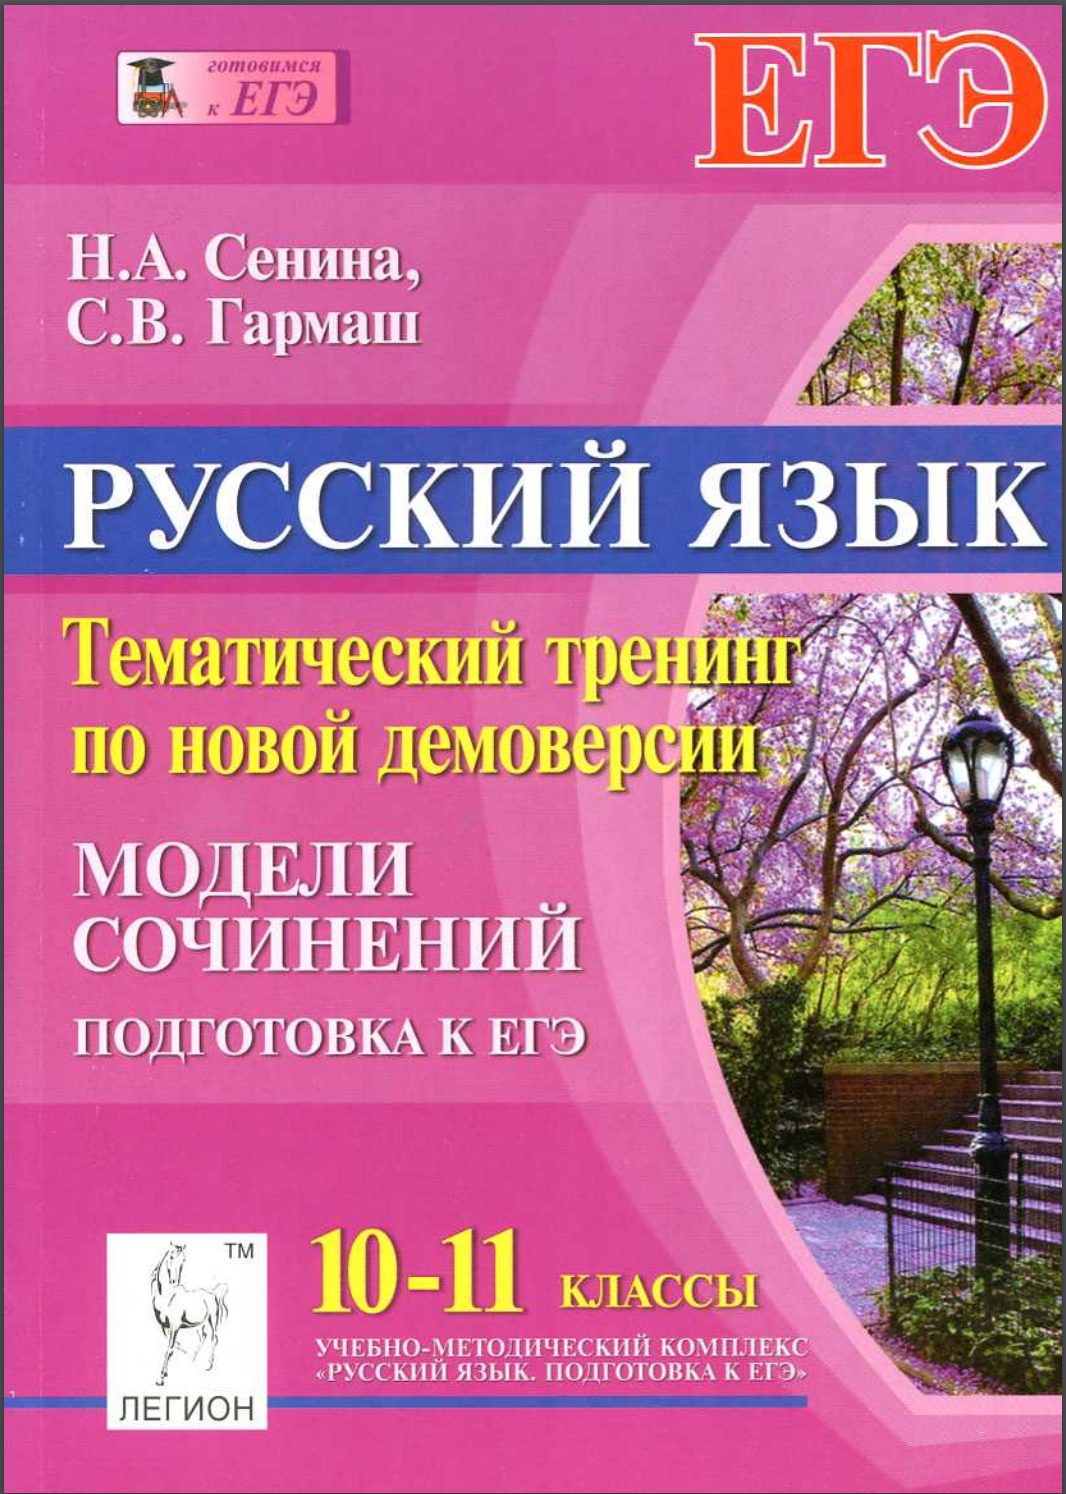 готовимся
к ЕГЭ
ЕГЭ
Н.А. Сенина,
С.В. Гармаш
РУССКИЙ ЯЗЫК
Тематический тренинг
по новой демоверсии
МОДЕЛИ
СОЧИНЕНИЙ
ПОДГОТОВКА К ЕГЭ
10-11 КЛАССЫ
УЧЕБНО-МЕТОДИЧЕСКИЙ КОМПЛЕКС
«РУССКИЙ ЯЗЫК. ПОДГОТОВКА К ЕГЭ»
ТМ
ЛЕГИОН